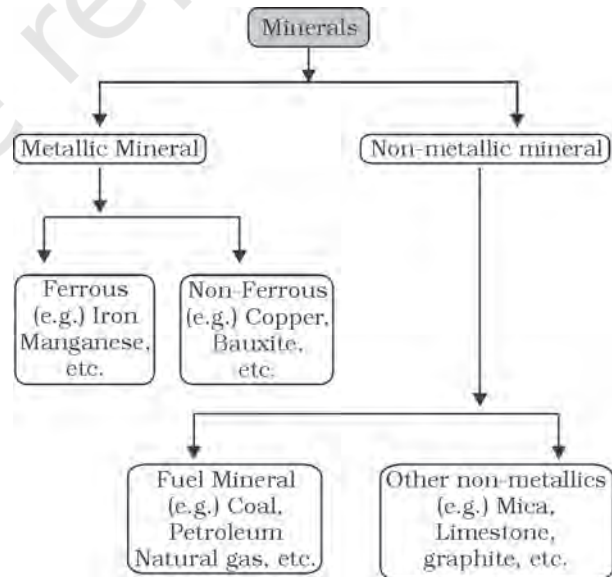 Minerals
Metallic Mineral
Non-metallic mineral
Ferrous
(e.g.) Iron
Manganese,
etc.
Non-Ferrous
(e.g.) Copper,
Bauxite,
etc.
Fuel Mineral
(e.g.) Coal,
Petroleum
Natural gas, etc.
Other non-metallics
(e.g.) Mica,
Limestone,
graphite, etc.